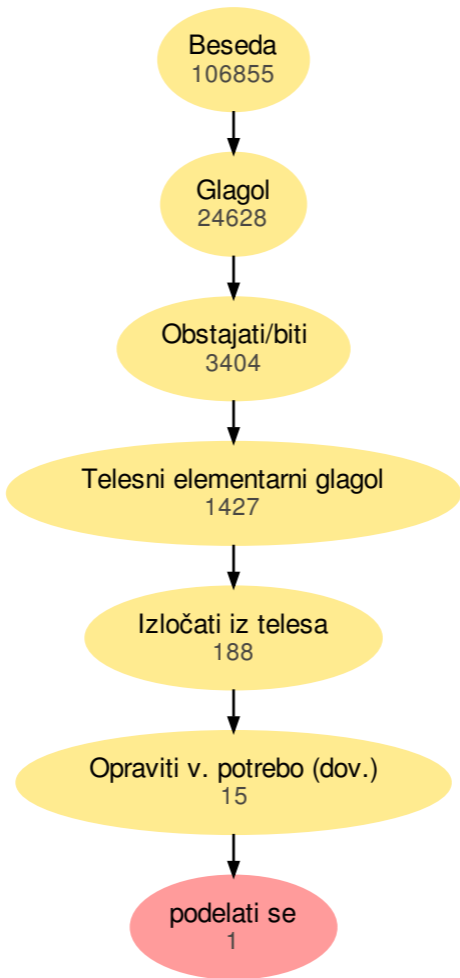 Beseda
106855
Glagol
24628
Obstajati/biti
3404
Telesni elementarni glagol
1427
Izločati iz telesa
188
Opraviti v. potrebo (dov.)
15
podelati se
1